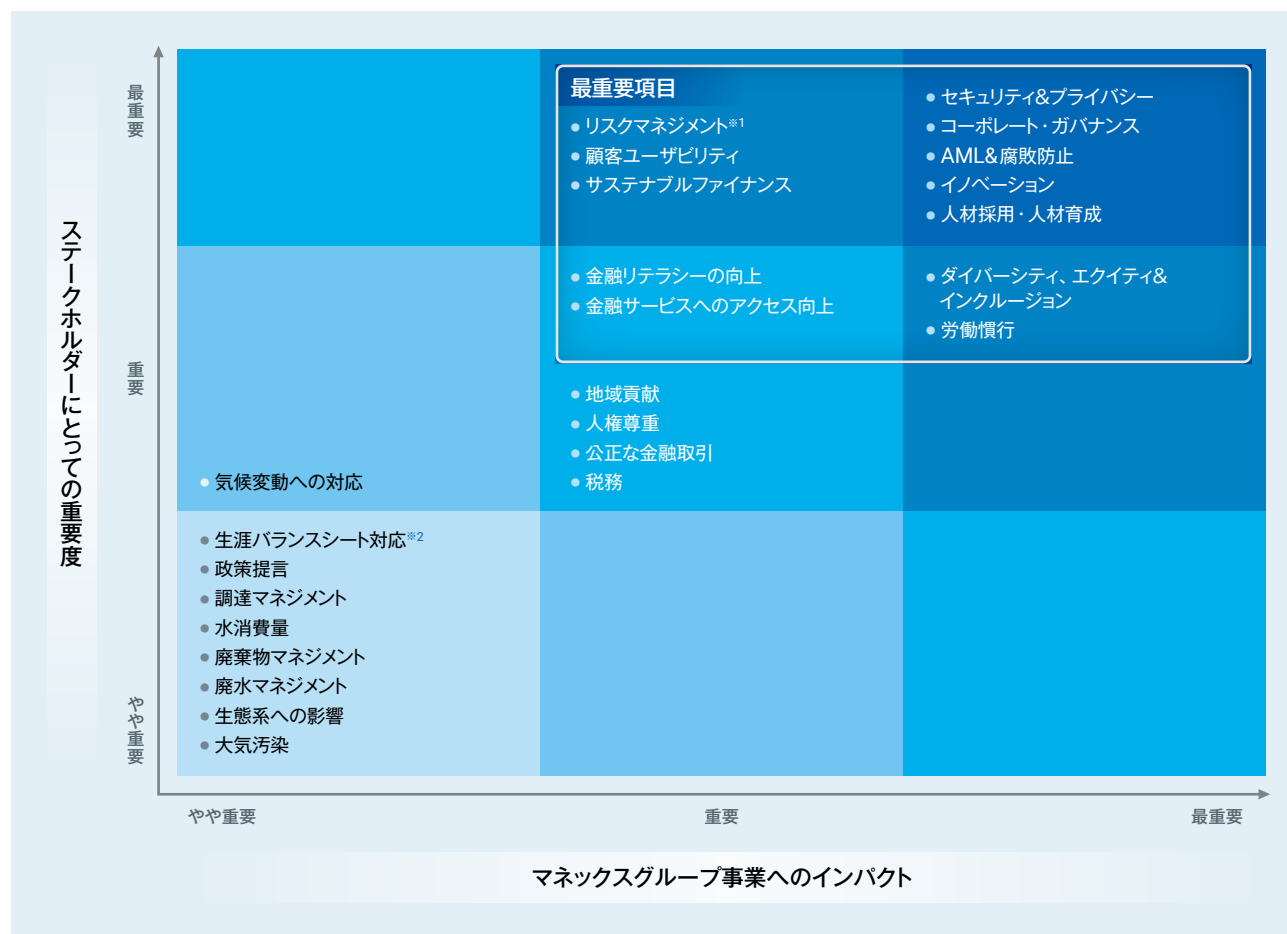 ステークホルダーにとっての重要度
最重要
重要
やや重要
最重要項目
● リスクマネジメント※1
● 顧客ユーザビリティ
● サステナブルファイナンス
● セキュリティ&プライバシー
● コーポレート・ガバナンス
● AML&腐敗防止
● イノベーション
● 人材採用・人材育成
● 金融リテラシーの向上
● 金融サービスへのアクセス向上
● ダイバーシティ、エクイティ&
インクルージョン
● 労働慣行
● 地域貢献
● 人権尊重
● 公正な金融取引
● 税務
● 気候変動への対応
● 生涯バランスシート対応※2
● 政策提言
● 調達マネジメント
● 水消費量
● 廃棄物マネジメント
● 廃水マネジメント
● 生態系への影響
● 大気汚染
やや重要
重要
最重要
マネックスグループ事業へのインパクト